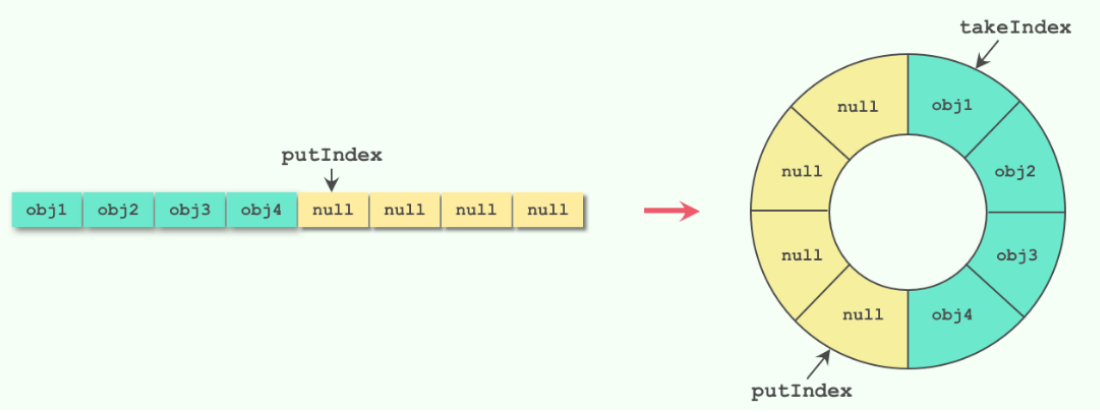 putIndex
obj1 obj2 obj3 obj4 null null null null
takeIndex
null obj1
null obj2
null obj3
null obj4
putIndex